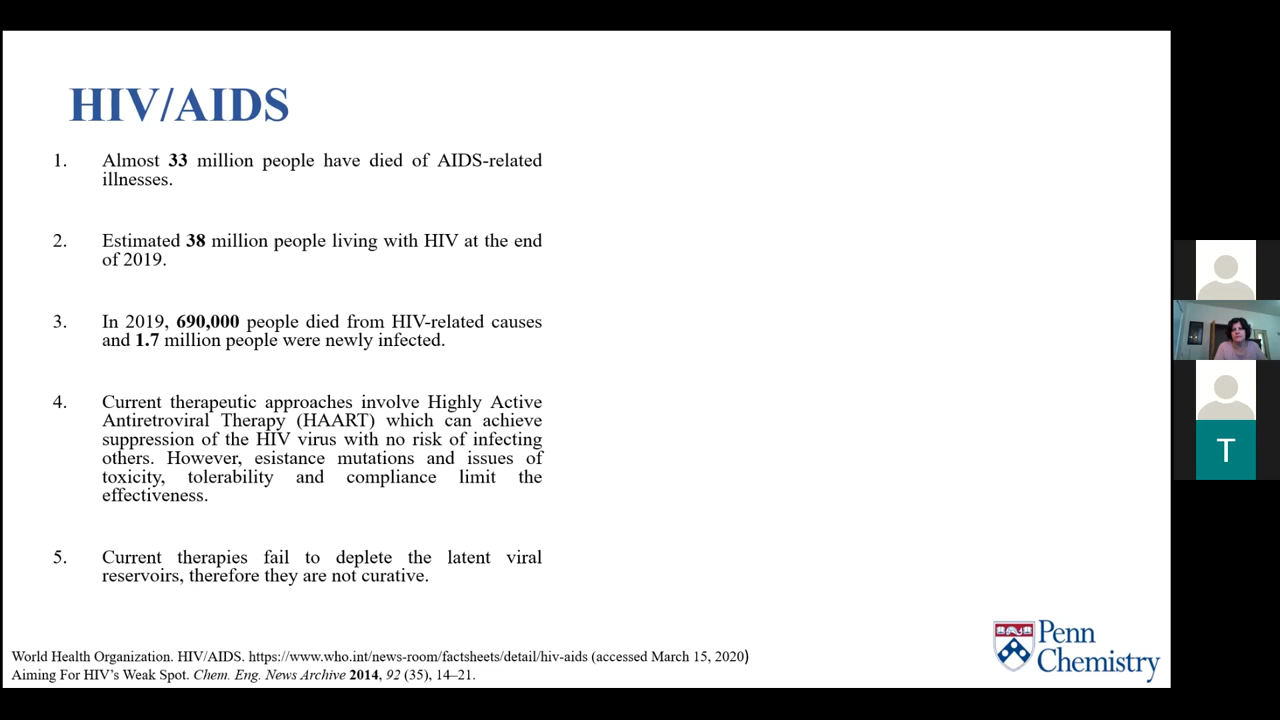 HIV/AIDS
1. Almost 33 million people have died of AIDS-related
illnesses.
2. Estimated 38 million people living with HIV at the end
of 2019.
3. In 2019, 690,000 people died from HIV-related causes
and 1.7 million people were newly infected.
4. Current therapeutic approaches involve Highly Active
Antiretroviral Therapy (HAART) which can achieve
suppression of the HIV virus with no risk of infecting
others. However, esistance mutations and issues of
toxicity, tolerability and compliance limit the
effectiveness.
5. Current therapies fail to deplete the latent viral
reservoirs, therefore they are not curative.
World Health Organization. HIV/AIDS. https://www.who.int/news-room/factsheets/detail/hiv-aids (accessed March 15, 2020)
Aiming For HIV’s Weak Spot. Chem. Eng. News Archive 2014, 92 (35), 14–21.
Penn
Chemistry
T